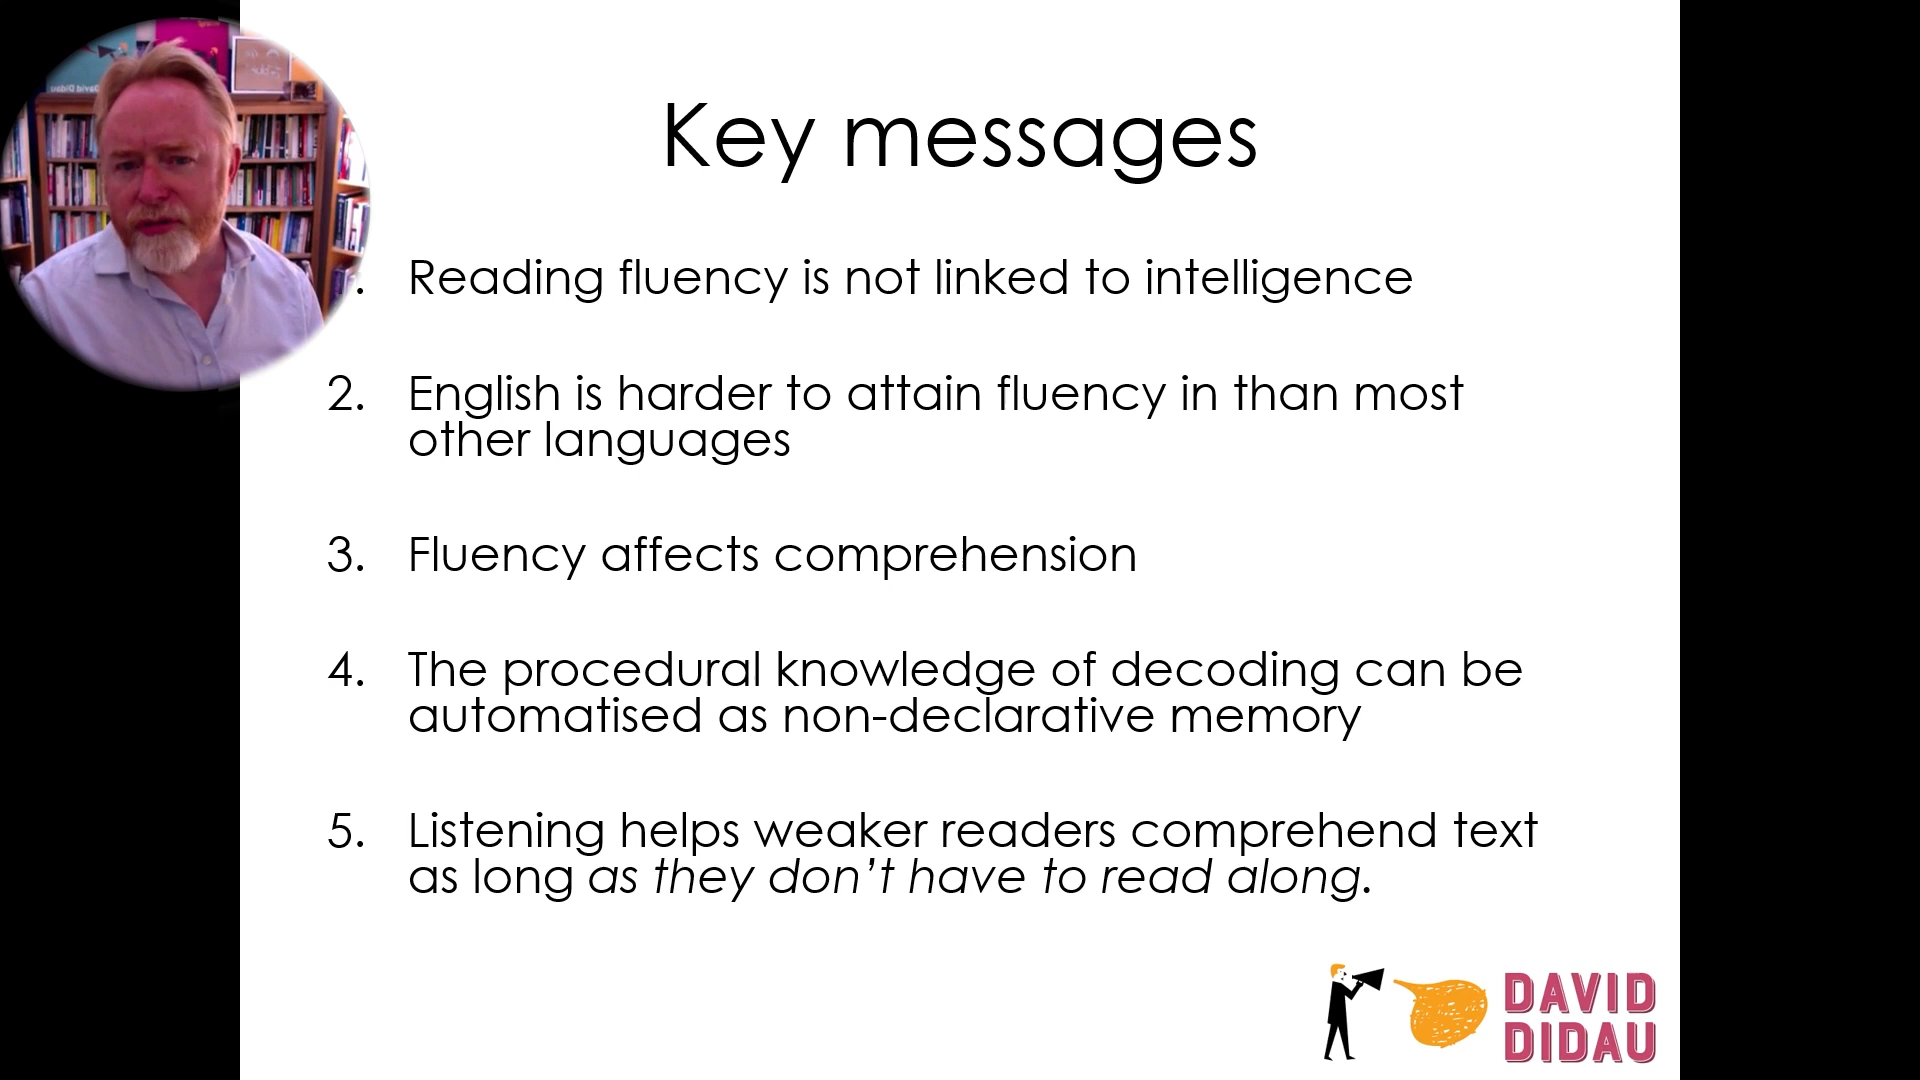 Key messages
. Reading fluency is not linked to intelligence
2. English is harder to attain fluency in than most
other languages
3. Fluency affects comprehension
4. The procedural knowledge of decoding can be
automatised as non-declarative memory
5. Listening helps weaker readers comprehend text
as long as they don't have to read along.
DAVID
DIDAU